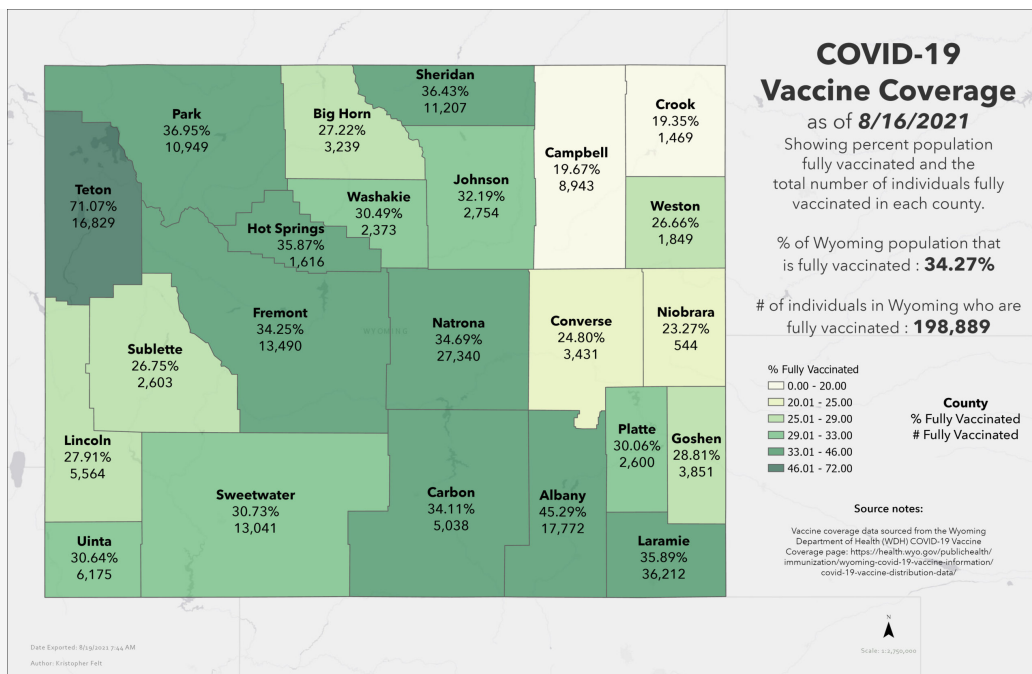 COVID-19
Vaccine Coverage
as of 8/16/2021
Showing percent population
fully vaccinated and the
total number of individuals fully
vaccinated in each county.
% of Wyoming population that
is fully vaccinated : 34.27%
# of individuals in Wyoming who are
fully vaccinated : 198,889
% Fully Vaccinated
0.00 - 20.00
20.01 - 25.00
25.01 - 29.00
29.01 - 33.00
33.01 - 46.00
46.01 - 72.00
County
% Fully Vaccinated
# Fully Vaccinated
Source notes:
Vaccine coverage data sourced from the Wyoming
Department of Health (WDH) COVID-19 Vaccine
Coverage page: https://health.wyo.gov/publichealth/
immunization/wyoming-covid-19-vaccine-information/
covid-19-vaccine-distribution-data/
N
Scale: 1:2,750,000
Teton
71.07%
16,829
Park
36.95%
10,949
Big Horn
27.22%
3,239
Sheridan
36.43%
11,207
Campbell
19.67%
8,943
Crook
19.35%
1,469
Washakie
30.49%
2,373
Johnson
32.19%
2,754
Weston
26.66%
1,849
Hot Springs
35.87%
1,616
Fremont
34.25%
13,490
WYOMING
Natrona
34.69%
27,340
Converse
24.80%
3,431
Niobrara
23.27%
544
Sublette
26.75%
2,603
Lincoln
27.91%
5,564
Platte
30.06%
2,600
Goshen
28.81%
3,851
Sweetwater
30.73%
13,041
Carbon
34.11%
5,038
Albany
45.29%
17,772
Uinta
30.64%
6,175
Laramie
35.89%
36,212
Date Exported: 8/19/2021 7:44 AM
Author: Kristopher Felt